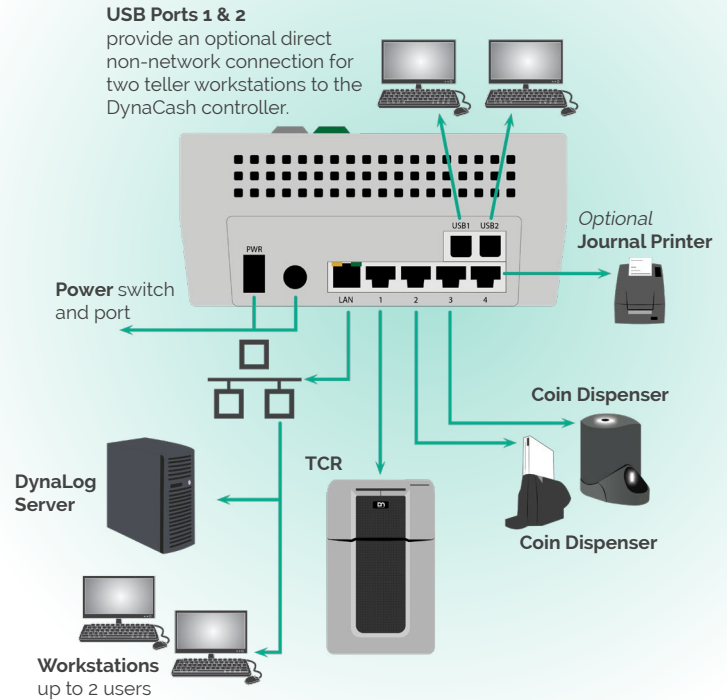 USB Ports 1 & 2
provide an optional direct
non-network connection for
two teller workstations to the
DynaCash controller.
USB1 USB2
Optional
Journal Printer
PWR
Power switch
and port
LAN 1 2 3 4
Coin Dispenser
TCR
DynaLog
Server
DN
Coin Dispenser
Workstations
up to 2 users